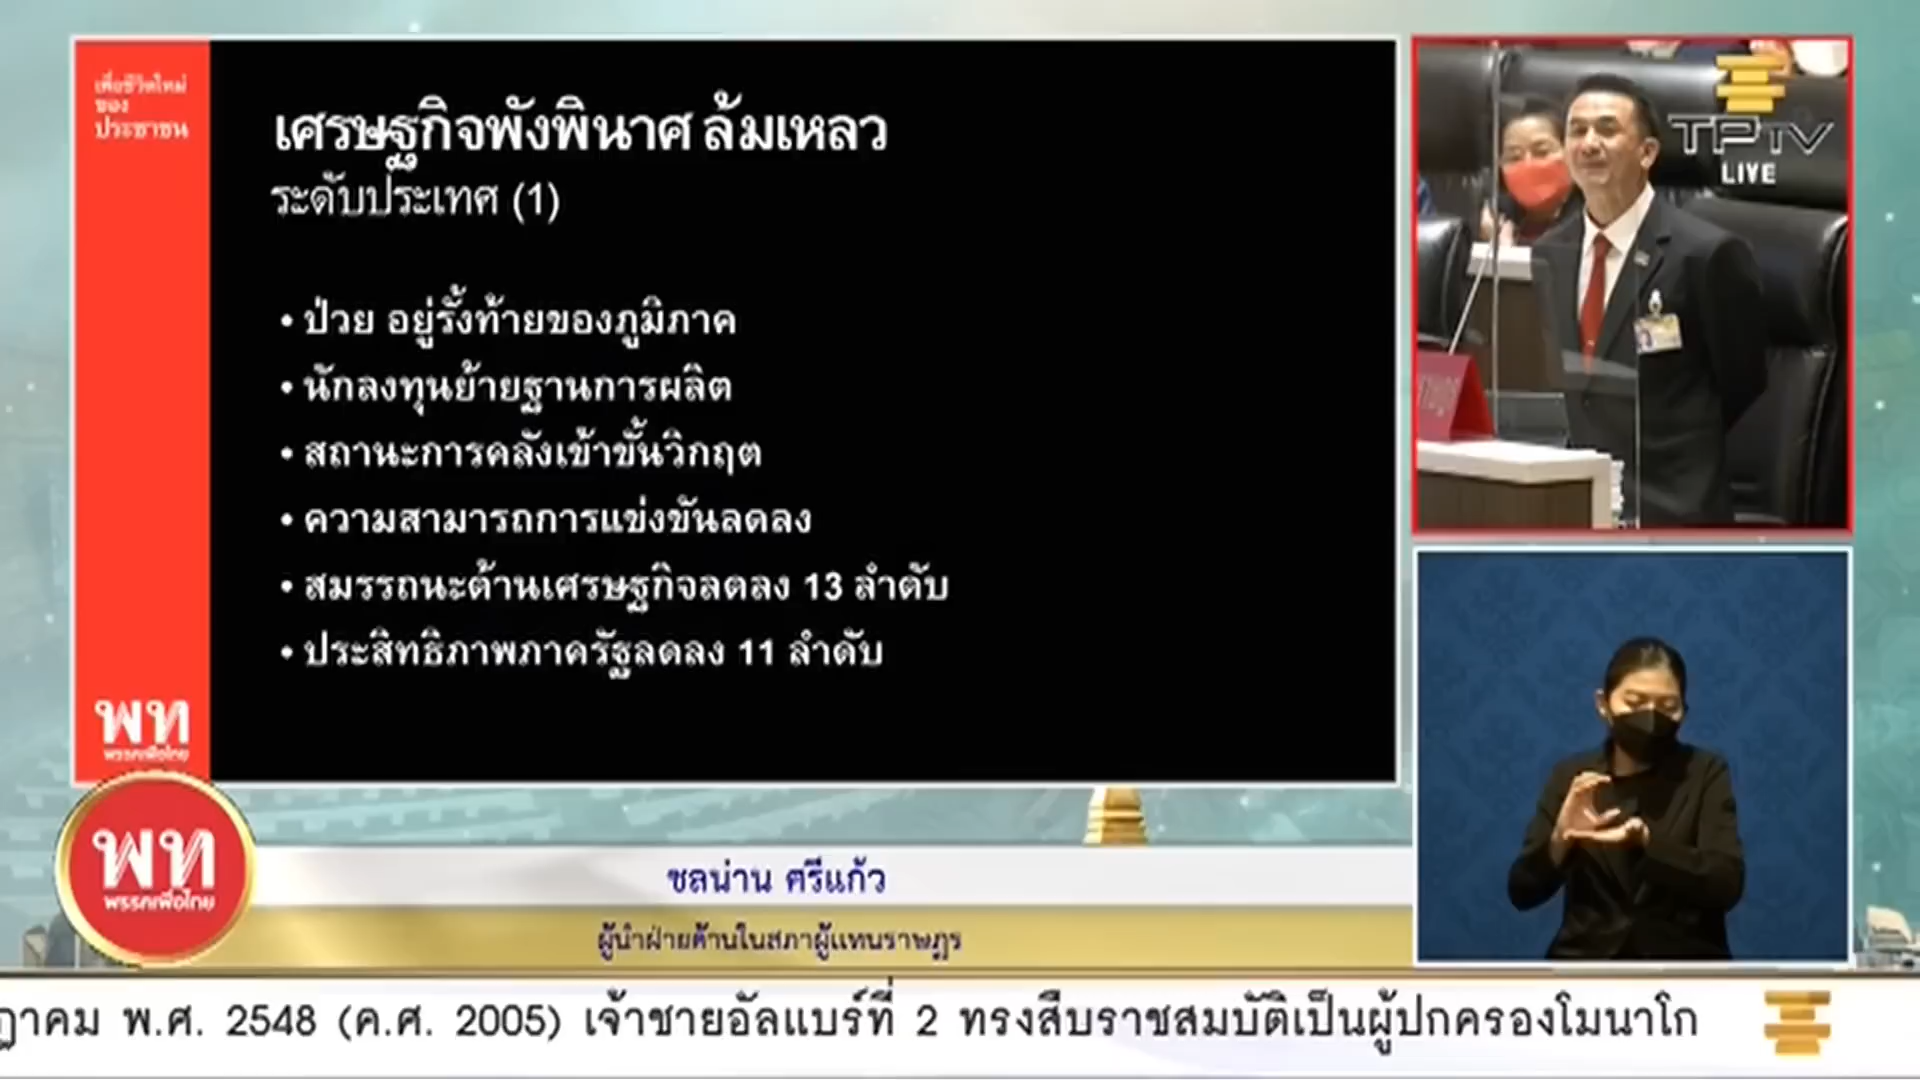 เพื่อชีวิตใหม่
ของ
ประชาชน
เศรษฐกิจพังพินาศ ล้มเหลว
ระดับประเทศ (1)
• ป่วย อยู่รั้งท้ายของภูมิภาค
• นักลงทุนย้ายฐานการผลิต
• สถานะการคลังเข้าขั้นวิกฤต
• ความสามารถการแข่งขันลดลง
• สมรรถนะด้านเศรษฐกิจลดลง 13 ลำดับ
• ประสิทธิภาพภาครัฐลดลง 11 ลำดับ
พท
พรรคเพื่อไทย
TPTV
LIVE
พท
พรรคเพื่อไทย
ชลน่าน ศรีแก้ว
ผู้นำฝ่ายค้านในสภาผู้แทนราษฎร
ฎาคม พ.ศ. 2548 (ค.ศ. 2005) เจ้าชายอัลแบร์ที่ 2 ทรงสืบราชสมบัติเป็นผู้ปกครองโมนาโก